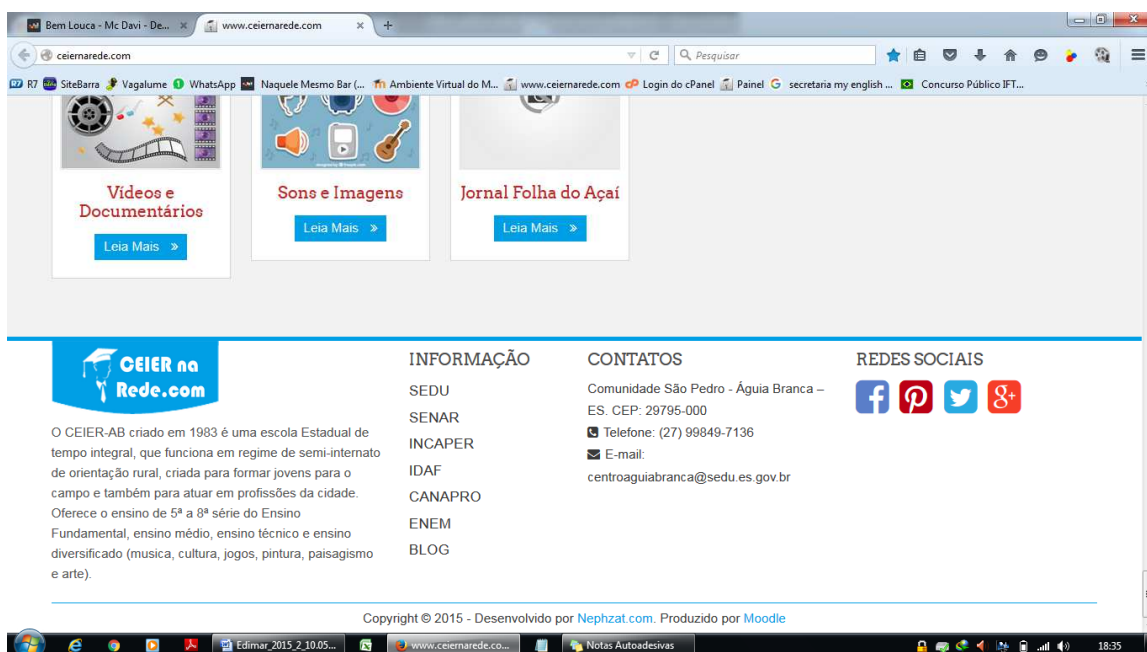 Bem Louca - Mc Davi - De...
www.ceiernarede.com
ceiernarede.com
Pesquisar
R7
SiteBarra
Vagalume
WhatsApp
Naquele Mesmo Bar (...
Ambiente Virtual do M...
www.ceiernarede.com
Login do cPanel
Painel
secretaria my english ...
Concurso Público IFT...
Vídeos e
Documentários
Leia Mais »
Sons e Imagens
Leia Mais »
Jornal Folha do Açaí
Leia Mais »
CEIER na
Rede.com
O CEIER-AB criado em 1983 é uma escola Estadual de
tempo integral, que funciona em regime de semi-internato
de orientação rural, criada para formar jovens para o
campo e também para atuar em profissões da cidade.
Oferece o ensino de 5ª a 8ª série do Ensino
Fundamental, ensino médio, ensino técnico e ensino
diversificado (musica, cultura, jogos, pintura, paisagismo
e arte).
INFORMAÇÃO
SEDU
SENAR
INCAPER
IDAF
CANAPRO
ENEM
BLOG
CONTATOS
Comunidade São Pedro - Águia Branca –
ES. CEP: 29795-000
Telefone: (27) 99849-7136
E-mail:
centroaguiabranca@sedu.es.gov.br
REDES SOCIAIS
Copyright © 2015 - Desenvolvido por Nephzat.com. Produzido por Moodle
Edimar_2015_2_10.05...
www.ceiernarede.co...
Notas Autoadesivas
18:35